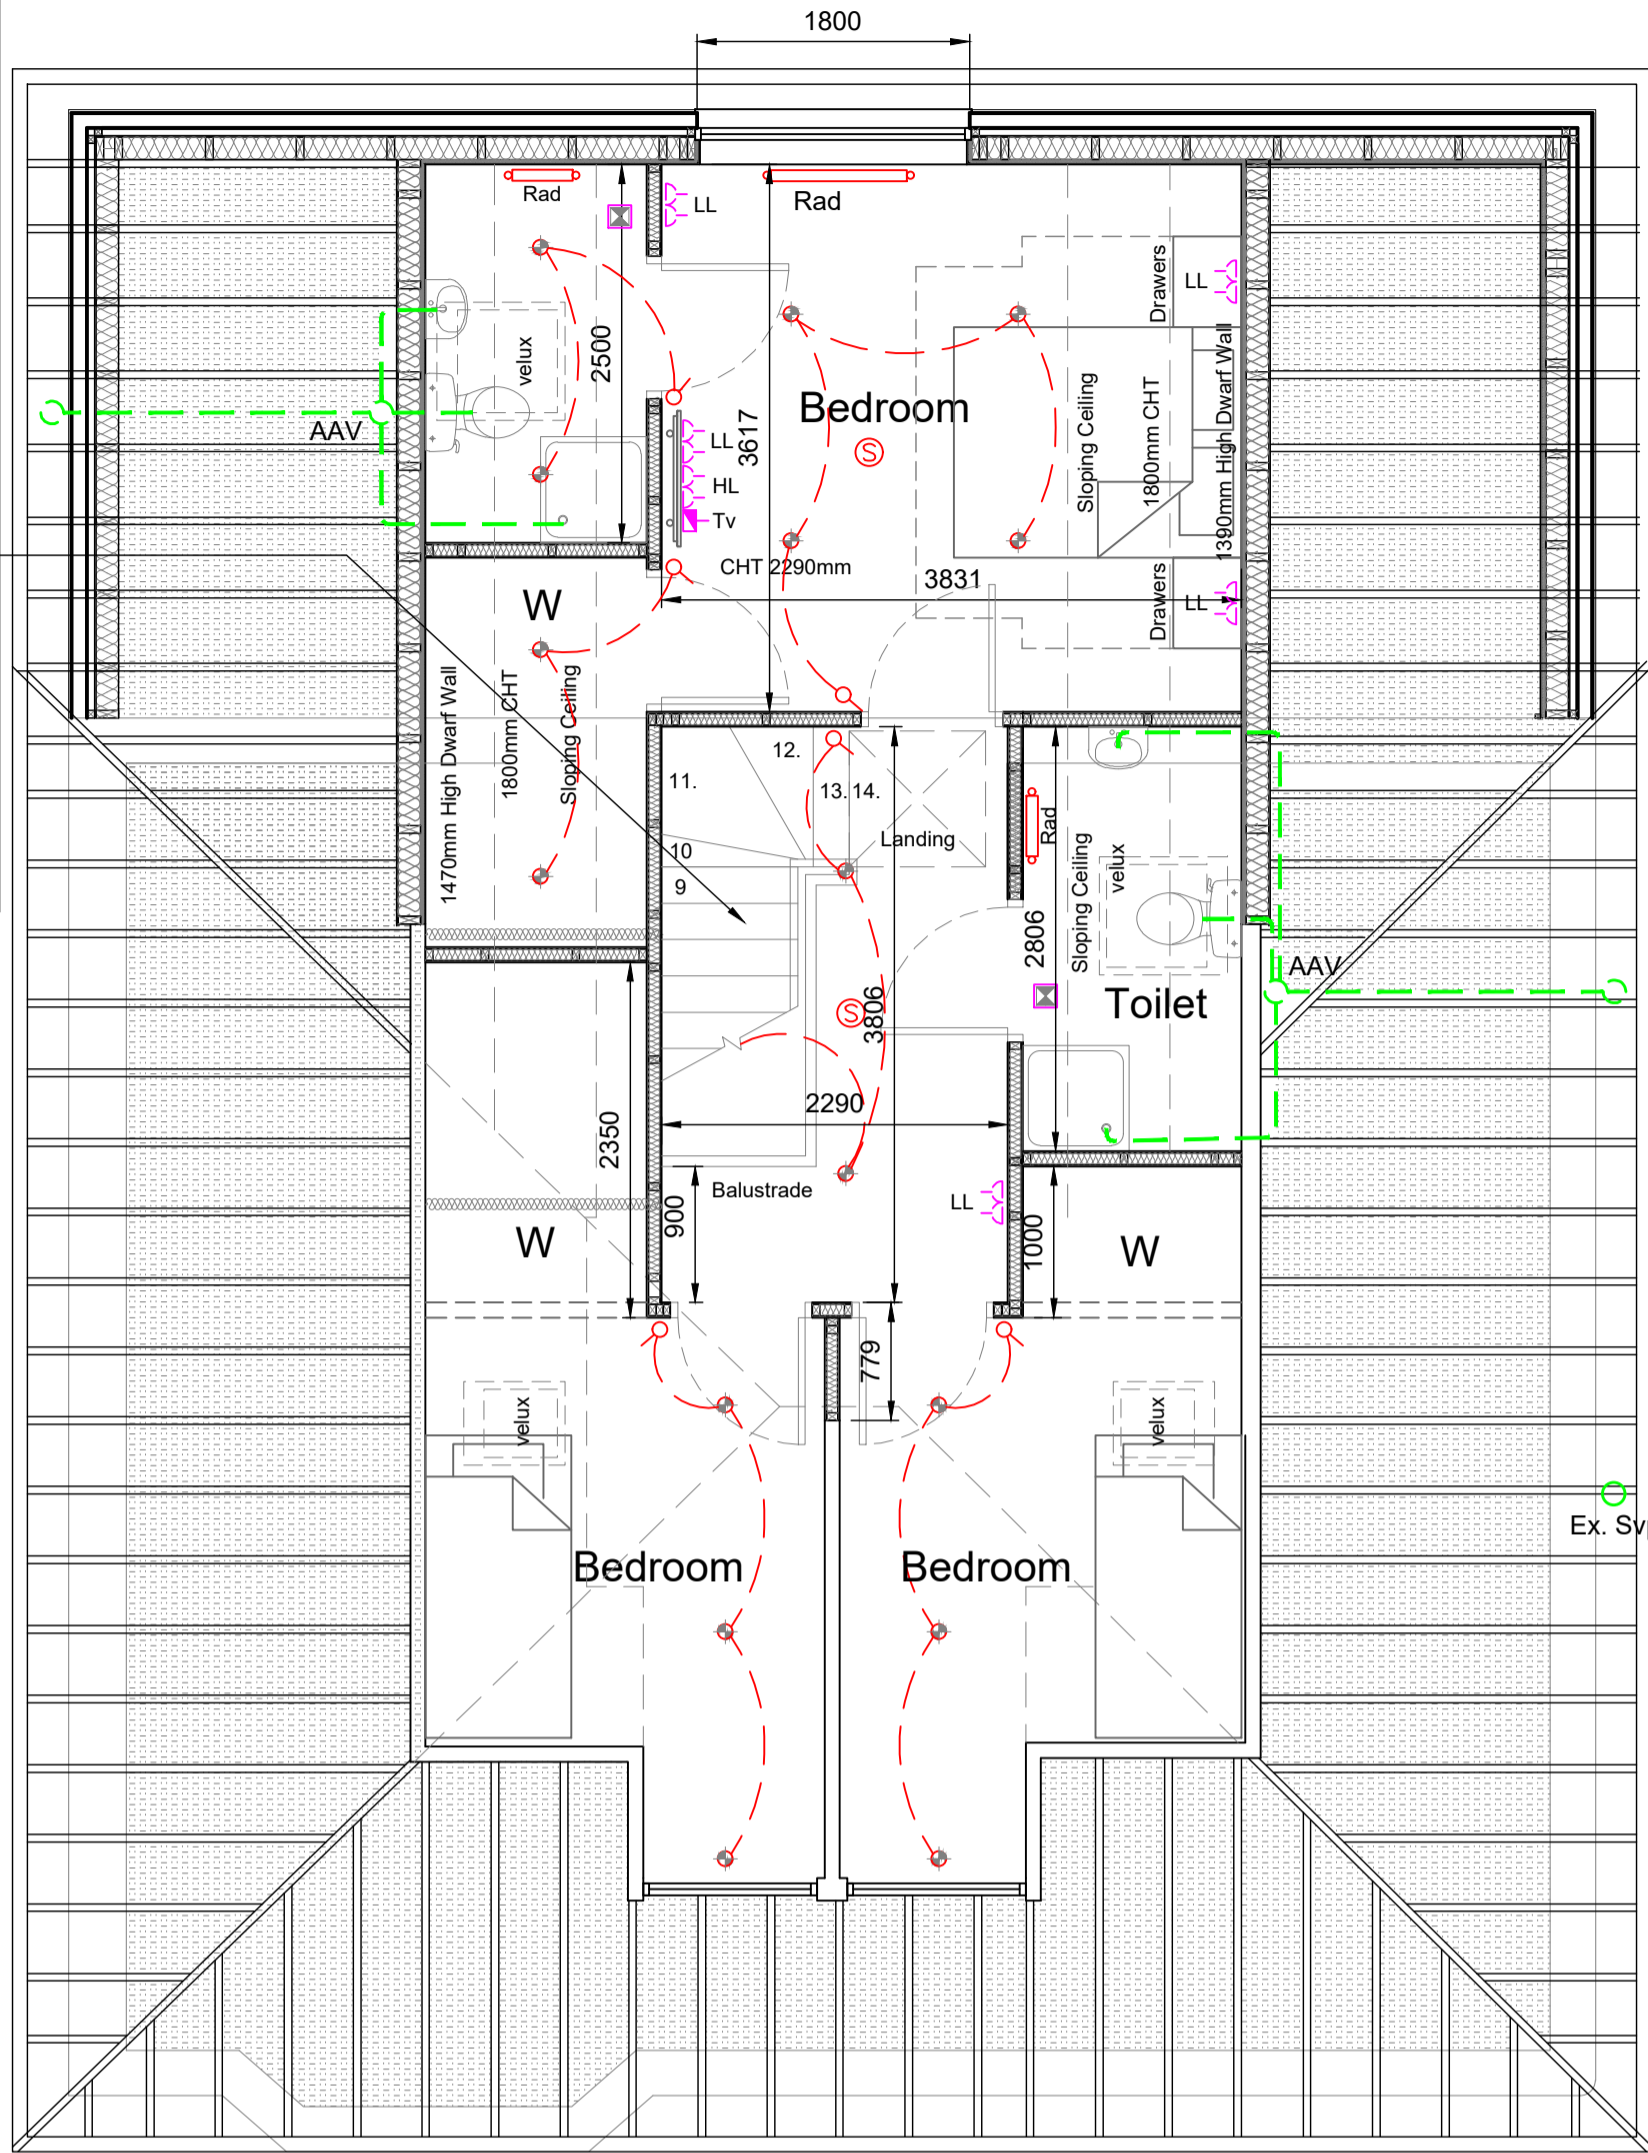 1800
Rad
LL
Rad
Drawers
LL
velux
2500
3617
Bedroom
AAV
LL
HL
Tv
Sloping Ceiling
1800mm CHT
1390mm High Dwarf Wall
CHT 2290mm
3831
Drawers
LL
W
1470mm High Dwarf Wall
1800mm CHT
Sloping Ceiling
12.
11.
13.
14.
10
9
Landing
Rad
Sloping Ceiling
velux
2806
AAV
Toilet
3806
2290
2350
Balustrade
900
LL
1000
W
W
779
velux
velux
Ex.
Bedroom
Bedroom
S
S